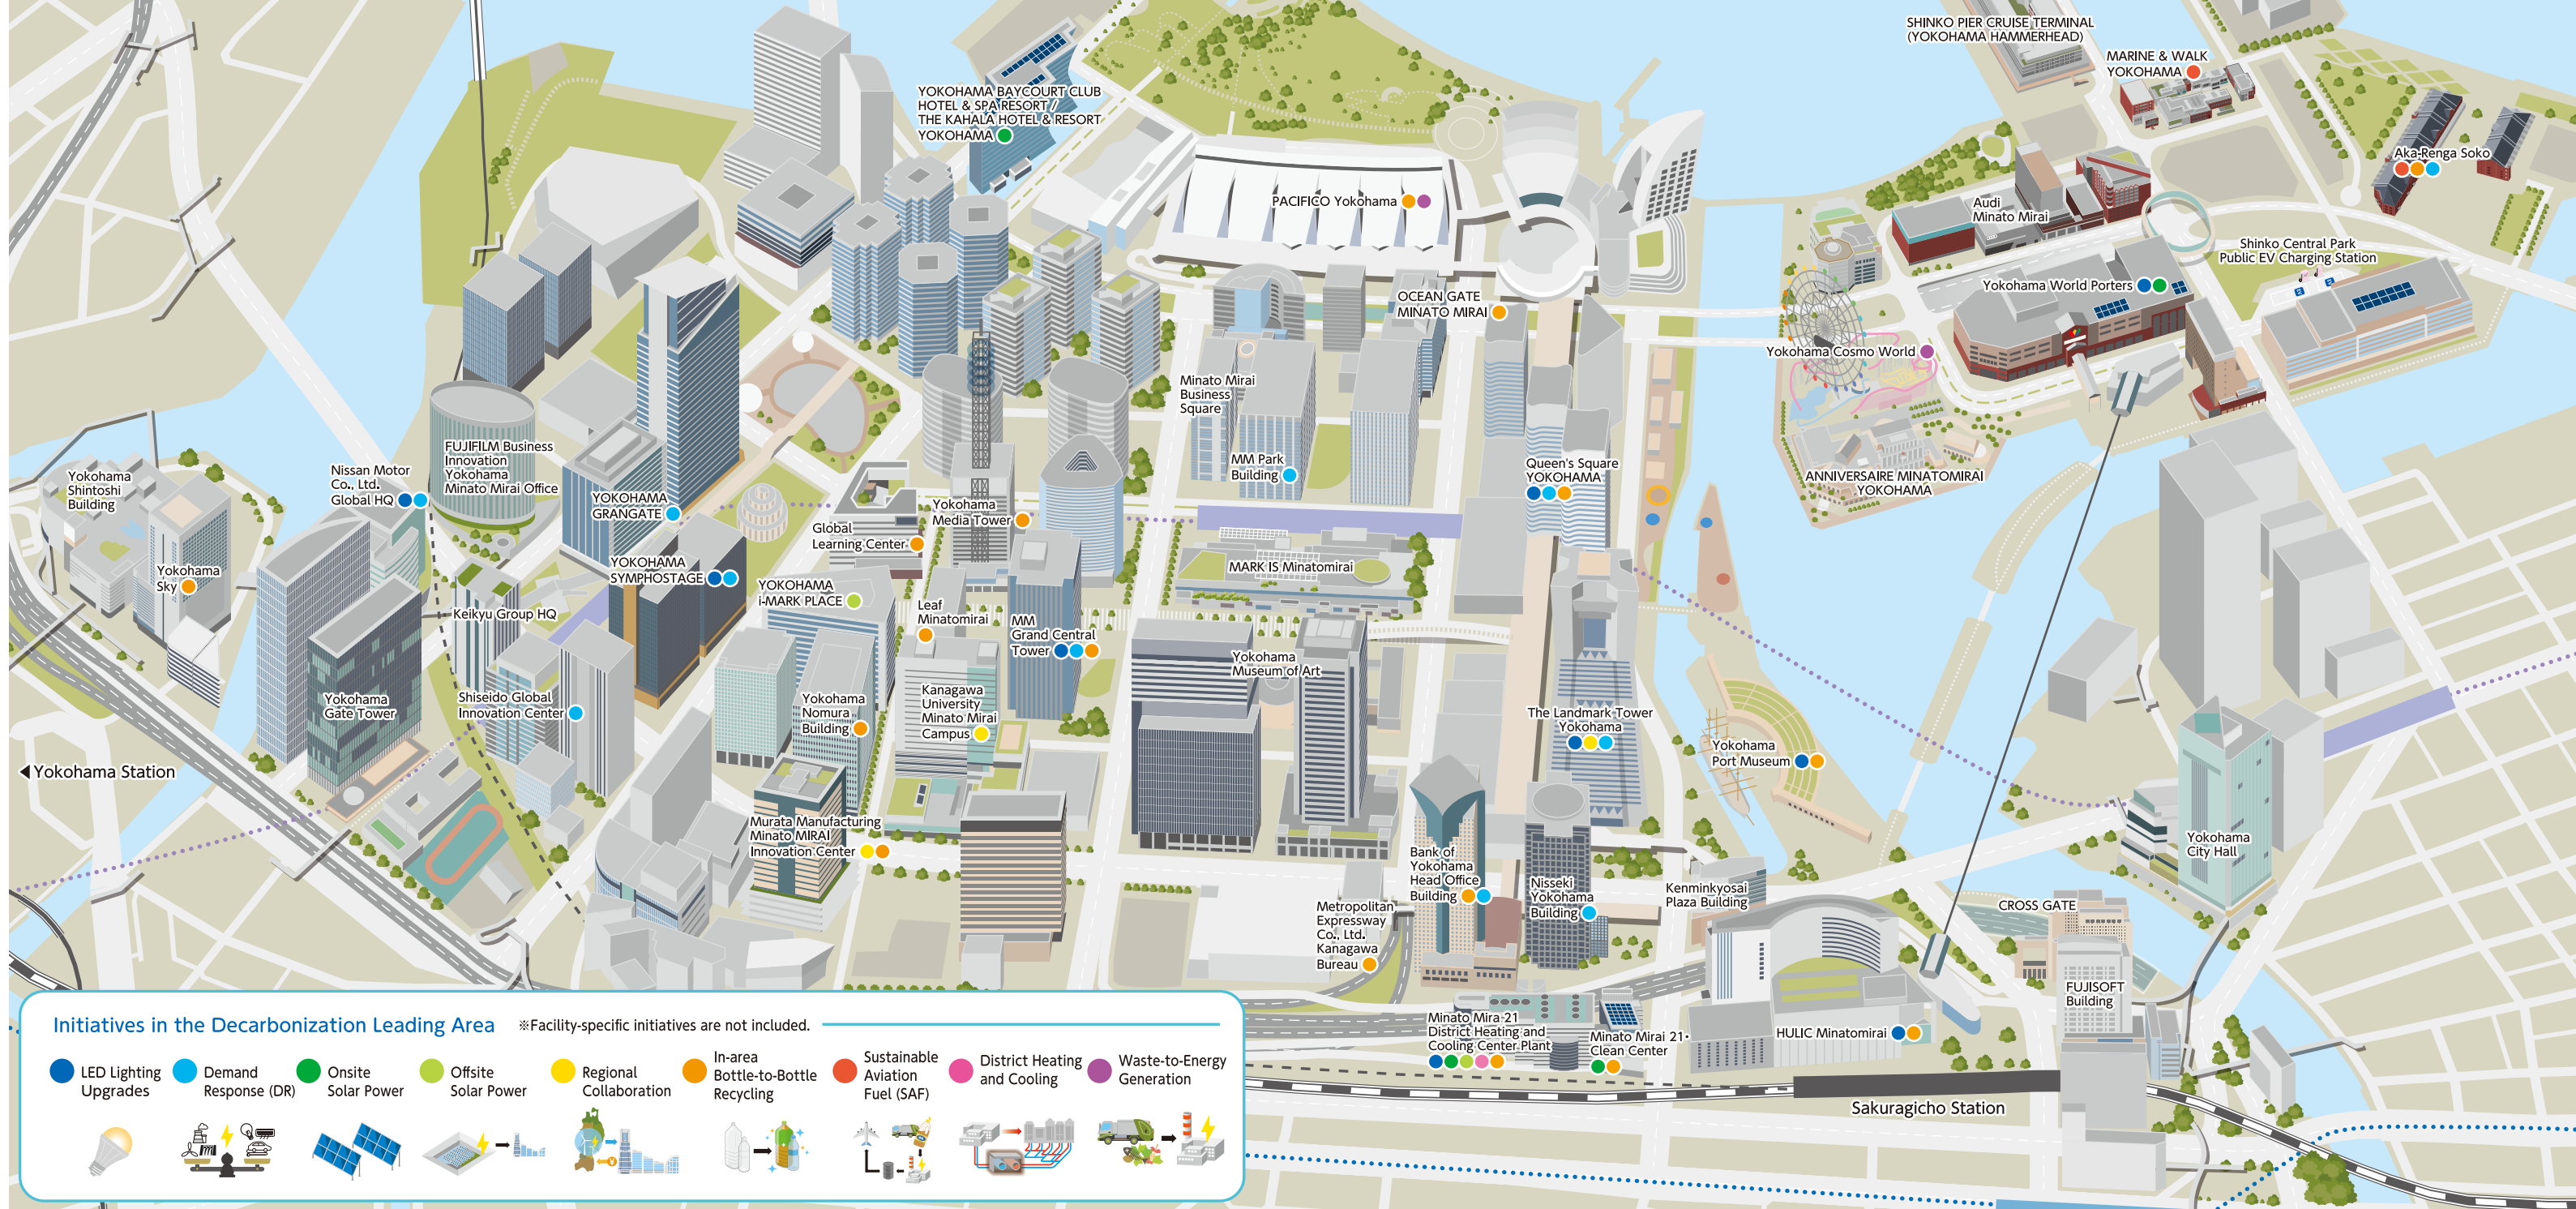 SHINKO PIER CRUISE TERMINAL
(YOKOHAMA HAMMERHEAD)
MARINE & WALK
YOKOHAMA
YOKOHAMA BAYCOURT CLUB
HOTEL & SPA RESORT /
THE KAHALA HOTEL & RESORT
YOKOHAMA
Aka-Renga Soko
PACIFICO Yokohama
Audi
Minato Mirai
Shinko Central Park
Public EV Charging Station
Yokohama World Porters
OCEAN GATE
MINATO MIRAI
Yokohama Cosmo World
Minato Mirai
Business
Square
FUJIFILM Business
Innovation
Yokohama
Minato Mirai Office
Nissan Motor
Co., Ltd.
Global HQ
Yokohama
Shintoshi
Building
MM Park
Building
Queen's Square
YOKOHAMA
ANNIVERSAIRE MINATOMIRAI
YOKOHAMA
YOKOHAMA
GRANGATE
Yokohama
Media Tower
Global
Learning Center
YOKOHAMA
SYMPHOSTAGE
MARK IS Minatomirai
Yokohama
Sky
YOKOHAMA
i-MARK PLACE
Keikyu Group HQ
Leaf
Minatomirai
MM
Grand Central
Tower
Yokohama
Museum of Art
Yokohama
Gate Tower
Shiseido Global
Innovation Center
Yokohama
Nomura
Building
Kanagawa
University
Minato Mirai
Campus
The Landmark Tower
Yokohama
Yokohama
Port Museum
Yokohama Station
Murata Manufacturing
Minato MIRAI
Innovation Center
Yokohama
City Hall
Bank of
Yokohama
Head Office
Building
Nisseki
Yokohama
Building
Kenminkyosai
Plaza Building
Metropolitan
Expressway
Co., Ltd.
Kanagawa
Bureau
CROSS GATE
FUJISOFT
Building
Minato Mira 21
District Heating and
Cooling Center Plant
Minato Mirai 21・
Clean Center
HULIC Minatomirai
Sakuragicho Station
Initiatives in the Decarbonization Leading Area
※Facility-specific initiatives are not included.
LED Lighting
Upgrades
Demand
Response (DR)
Onsite
Solar Power
Offsite
Solar Power
Regional
Collaboration
In-area
Bottle-to-Bottle
Recycling
Sustainable
Aviation
Fuel (SAF)
District Heating
and Cooling
Waste-to-Energy
Generation